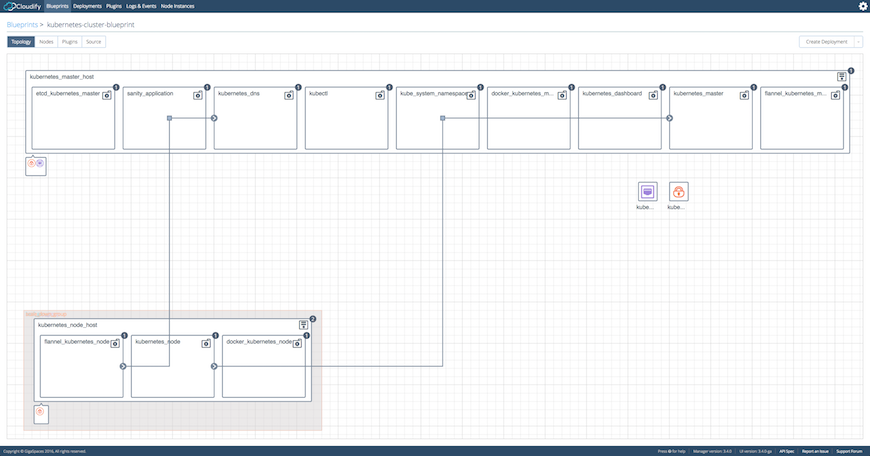 Cloudify Blueprints Deployments Plugins Logs & Events Node Instances
Blueprints > kubernetes-cluster-blueprint
Topology Nodes Plugins Source Create Deployment
kubernetes_master_host 1
1 1 1 1 1 1 1 1 1
etcd_kubernetes_master sanity_application kubernetes_dns kubectl kube_system_namespace docker_kubernetes_m... kubernetes_dashboard kubernetes_master flannel_kubernetes_m...
kube... kube...
2
kubernetes_node_host
1 1 1
flannel_kubernetes_node kubernetes_node docker_kubernetes_node
Copyright © GigaSpaces 2016, All rights reserved. Press for help Manager version: 3.4.0 UI version: 3.4.0-ga API Spec Report an Issue Support Forum